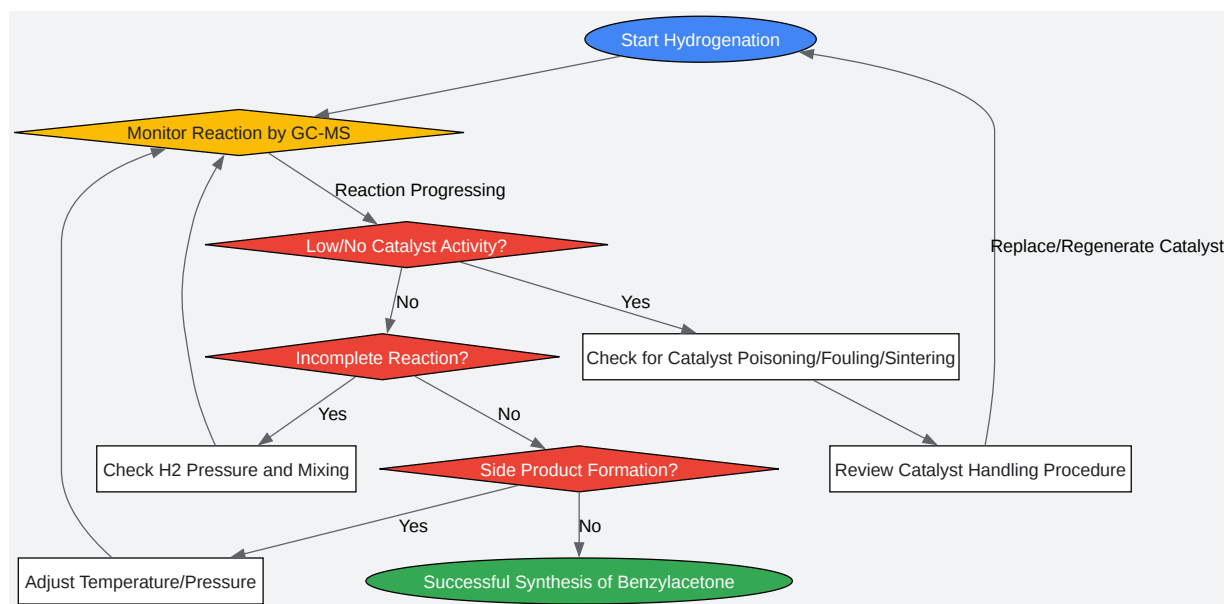 Start Hydrogenation
Monitor Reaction by GC-MS
Reaction Progressing
Low/No Catalyst Activity?
Replace/Regenerate Catalyst
No
Yes
Incomplete Reaction?
Check for Catalyst Poisoning/Fouling/Sintering
Yes
No
Check H2 Pressure and Mixing
Side Product Formation?
Review Catalyst Handling Procedure
Yes
No
Adjust Temperature/Pressure
Successful Synthesis of Benzylacetone